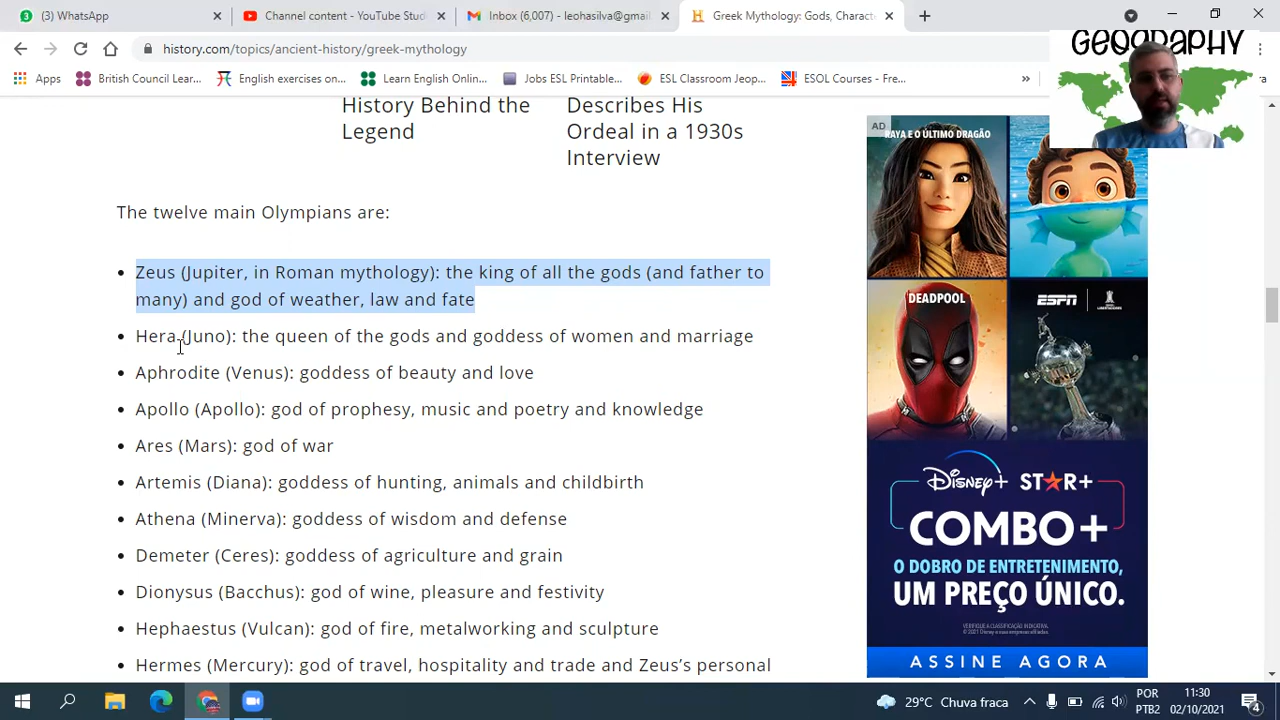 (3) WhatsApp
Olympians - Mythology Stud
Inbox (6,007) - leohasilva@gmail
Greek Mythology: Gods, Charact
history.com/topics/ancient-history/greek-mythology
Apps
British Council Lear...
English exercises on...
Learn English Onlin...
Jobs ESL Printable...
ESL Classroom Jeop...
ESOL Courses - Fre...
»
GEOGRAPHY
History Behind the
Legend
Describes His
Ordeal in a 1930s
Interview
The twelve main Olympians are:
• Zeus (Jupiter, in Roman mythology): the king of all the gods (and father to
many) and god of weather, law and fate
• Hera (Juno): the queen of the gods and goddess of women and marriage
• Aphrodite (Venus): goddess of beauty and love
• Apollo (Apollo): god of prophesy, music and poetry and knowledge
• Ares (Mars): god of war
• Artemis (Diana): goddess of hunting, animals and childbirth
• Athena (Minerva): goddess of wisdom and defense
• Demeter (Ceres): goddess of agriculture and grain
• Dionysus (Bacchus): god of wine, pleasure and festivity
• Hephaestus (Vulcan): god of fire, metalworking and sculpture
• Hermes (Mercury): god of travel, hospitality and trade and Zeus's personal
AD
RAYA E O ÚLTIMO DRAGÃO
DEADPOOL
ESPN
LIBERTADORES
Disney+ STAR+
COMBO+
O DOBRO DE ENTRETENIMENTO,
UM PREÇO ÚNICO.
VERIFIQUE A CLASSIFICAÇÃO INDICATIVA.
ASSINE AGORA
29°C Chuva fraca
POR
PTB2
11:30
02/10/2021
4